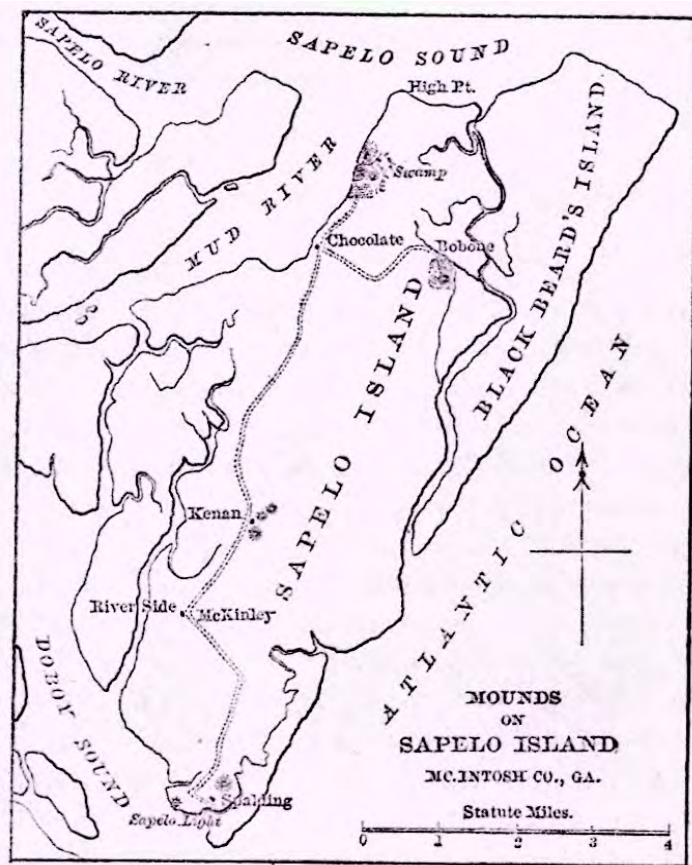 SAPELO RIVER
SAPELO SOUND
High Pt.
MUD RIVER
Swamp
Chocolate
Bobone
BLACK BEARD'S ISLAND
SAPELO ISLAND
ATLANTIC OCEAN
Kenan
River Side
McKinley
DOBOY SOUND
Spalding
Sapelo Light
MOUNDS
ON
SAPELO ISLAND
MC.INTOSH CO., GA.
Statute Miles.
0 1 2 3 4